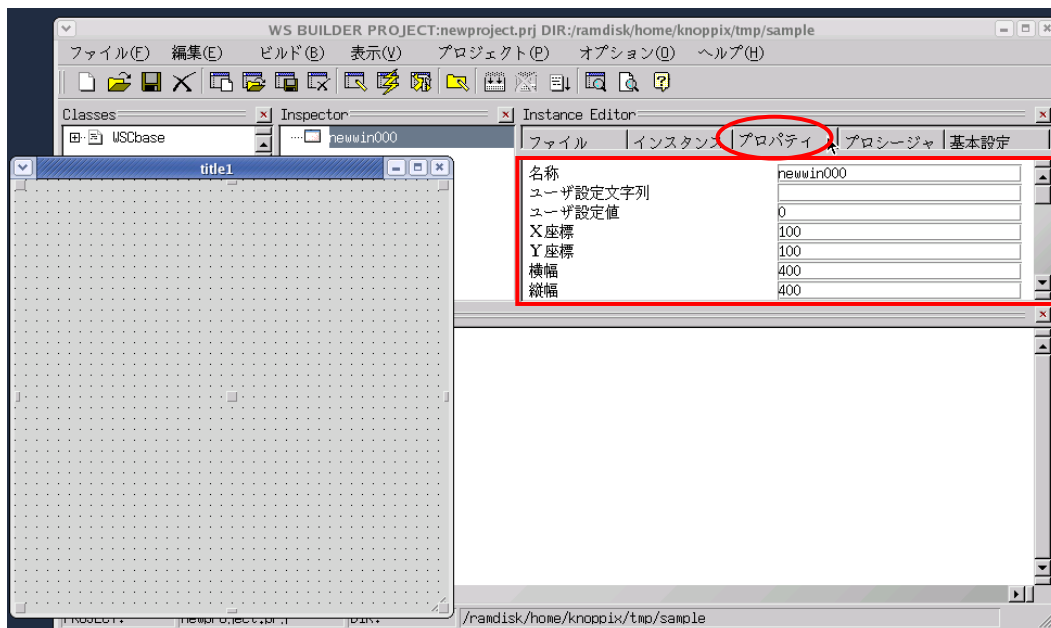 WS BUILDER PROJECT:newproject.prj DIR:/ramdisk/home/knoppix/tmp/sample
ファイル(F) 編集(E) ビルド(B) 表示(V) プロジェクト(P) オプション(O) ヘルプ(H)
Classes
Inspector
Instance Editor
WSCbase
newwin000
ファイル インスタンス プロパティ プロシージャ 基本設定
title1
名称 newwin000
ユーザ設定文字列
ユーザ設定値 0
X座標 100
Y座標 100
横幅 400
縦幅 400
PROJECT: newproject.prj DIR: /ramdisk/home/knoppix/tmp/sample